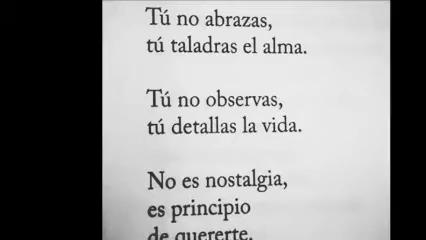 Tú no abrazas,
tú taladras el alma.
Tú no observas,
tú detallas la vida.
No es nostalgia,
es principio
de quererte.